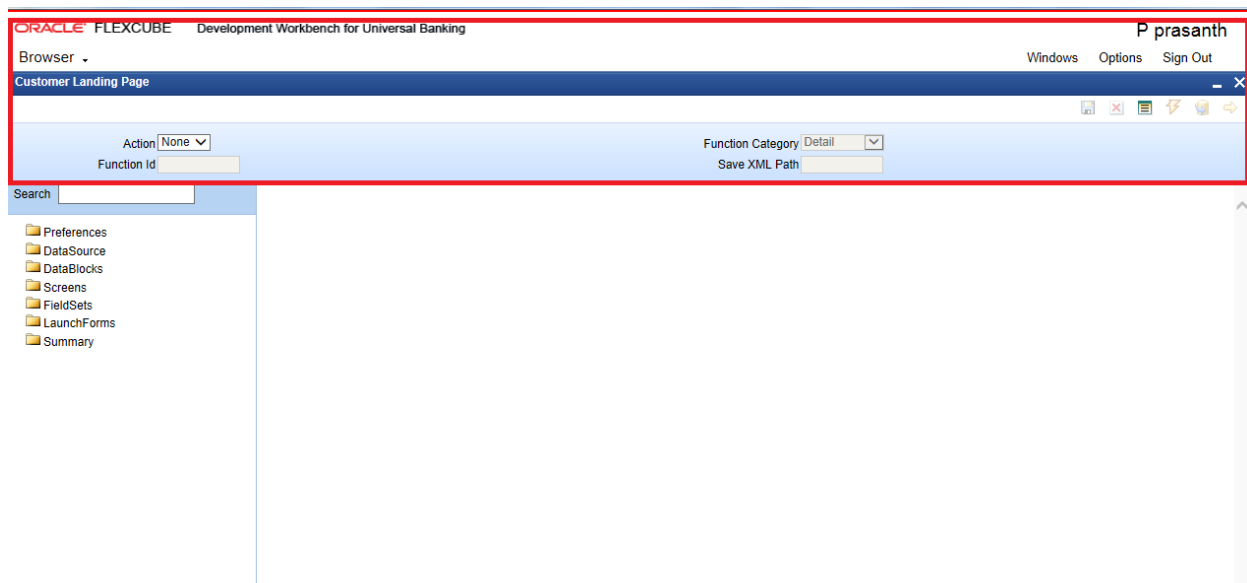 ORACLE FLEXCUBE Development Workbench for Universal Banking P prasanth
Browser Windows Options Sign Out
Customer Landing Page
Action None Function Category Detail
Function Id Save XML Path
Search
Preferences
DataSource
DataBlocks
Screens
FieldSets
LaunchForms
Summary